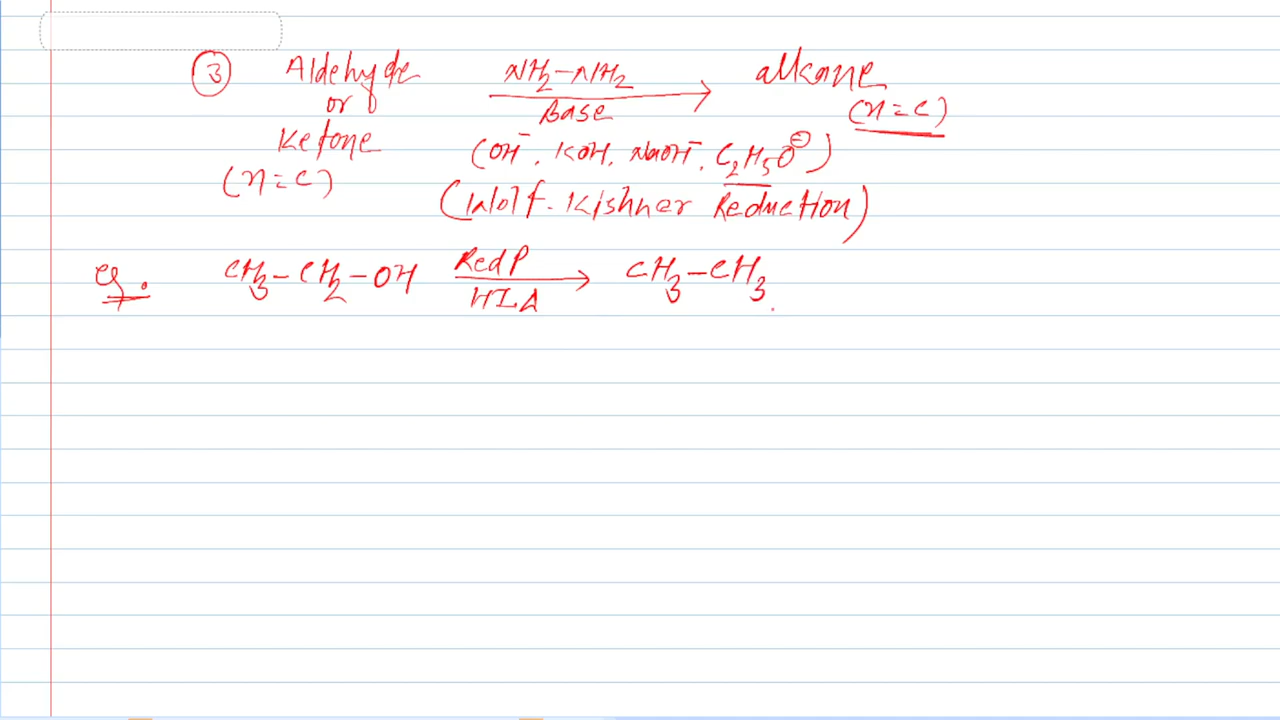 ③ Aldehyde or Ketone (n=c) NH2-NH2 / Base → alkane (n=c)
(OH⁻, KOH, NaOH⁻, C2H5O⊖)
(Wolf. Kishner Reduction)
eg. CH3-CH2-OH Red P / HI Δ → CH3-CH3